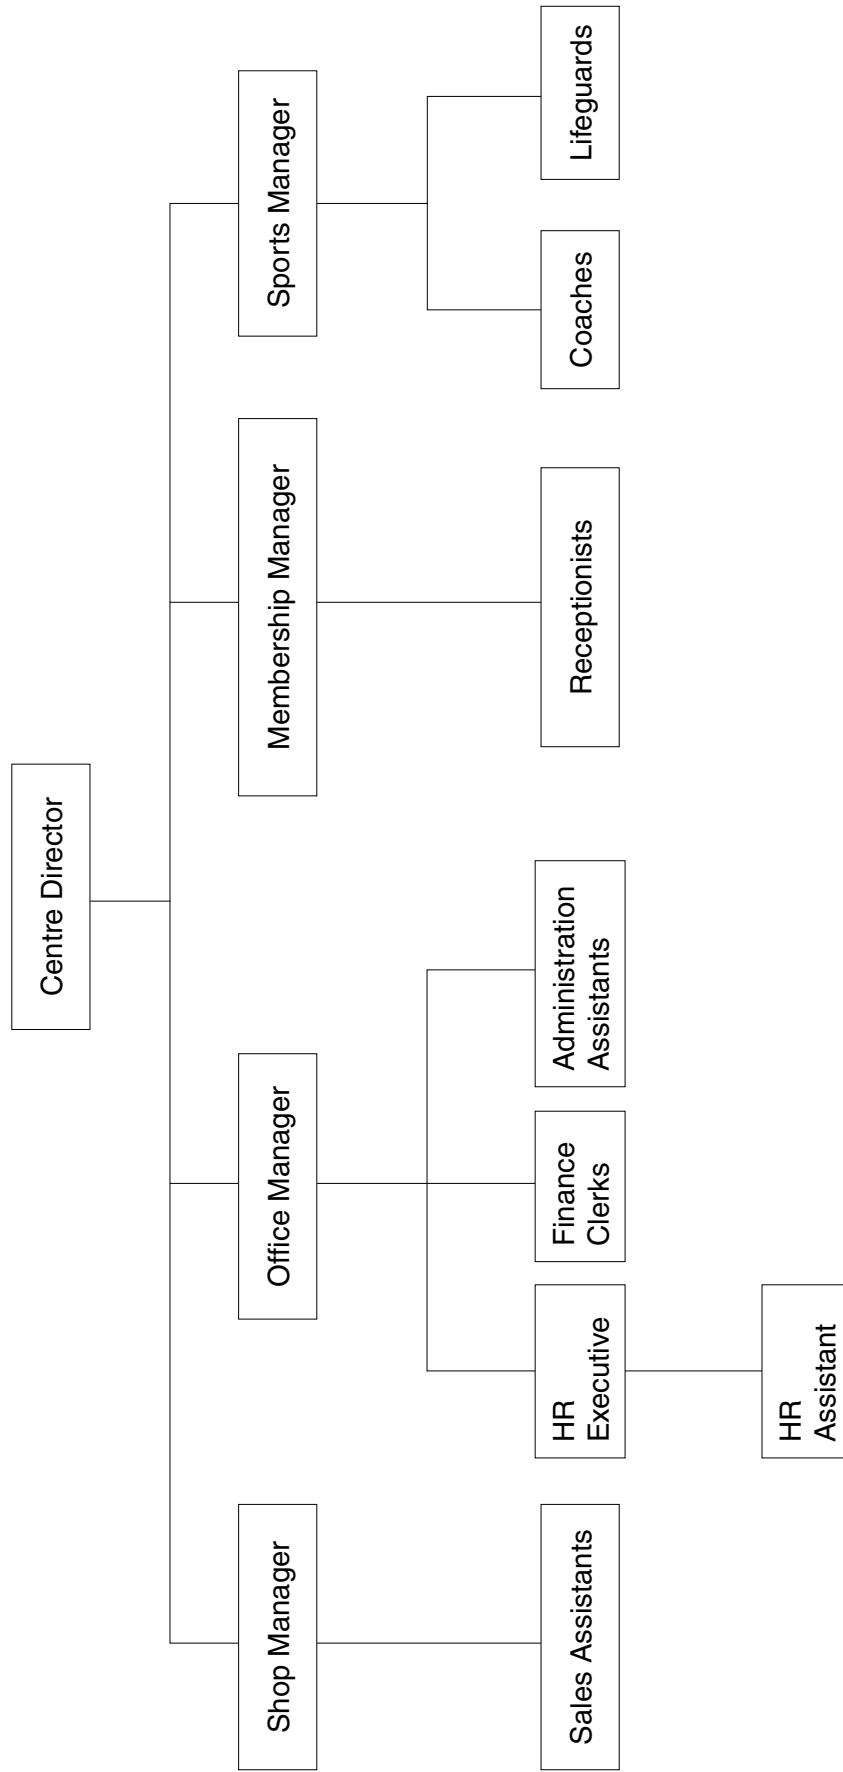 Centre Director
Shop Manager
Office Manager
Membership Manager
Sports Manager
Sales Assistants
HR
Executive
Finance
Clerks
Administration
Assistants
Receptionists
Coaches
Lifeguards
HR
Assistant